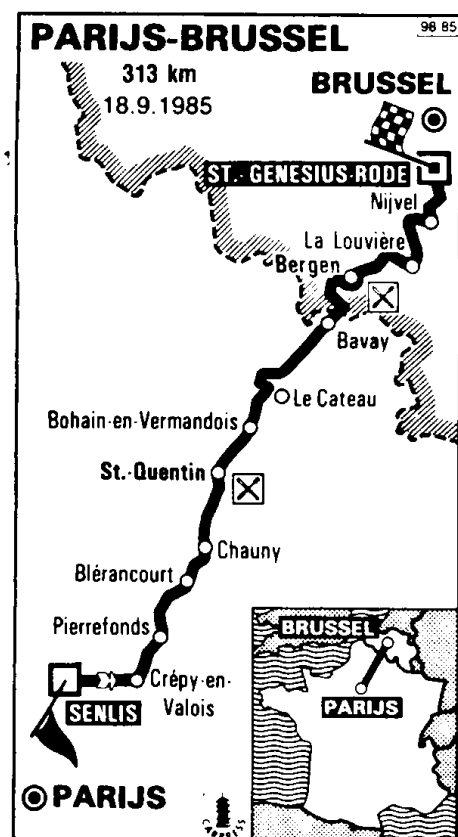 PARIJS-BRUSSEL
98 85
313 km
18.9.1985
BRUSSEL
ST.-GENESIUS-RODE
Nijvel
La Louvière
Bergen
Bavay
Le Cateau
Bohain-en-Vermandois
St.-Quentin
Chauny
Blérancourt
Pierrefonds
Crépy-en-
Valois
SENLIS
PARIJS
BRUSSEL
PARIJS